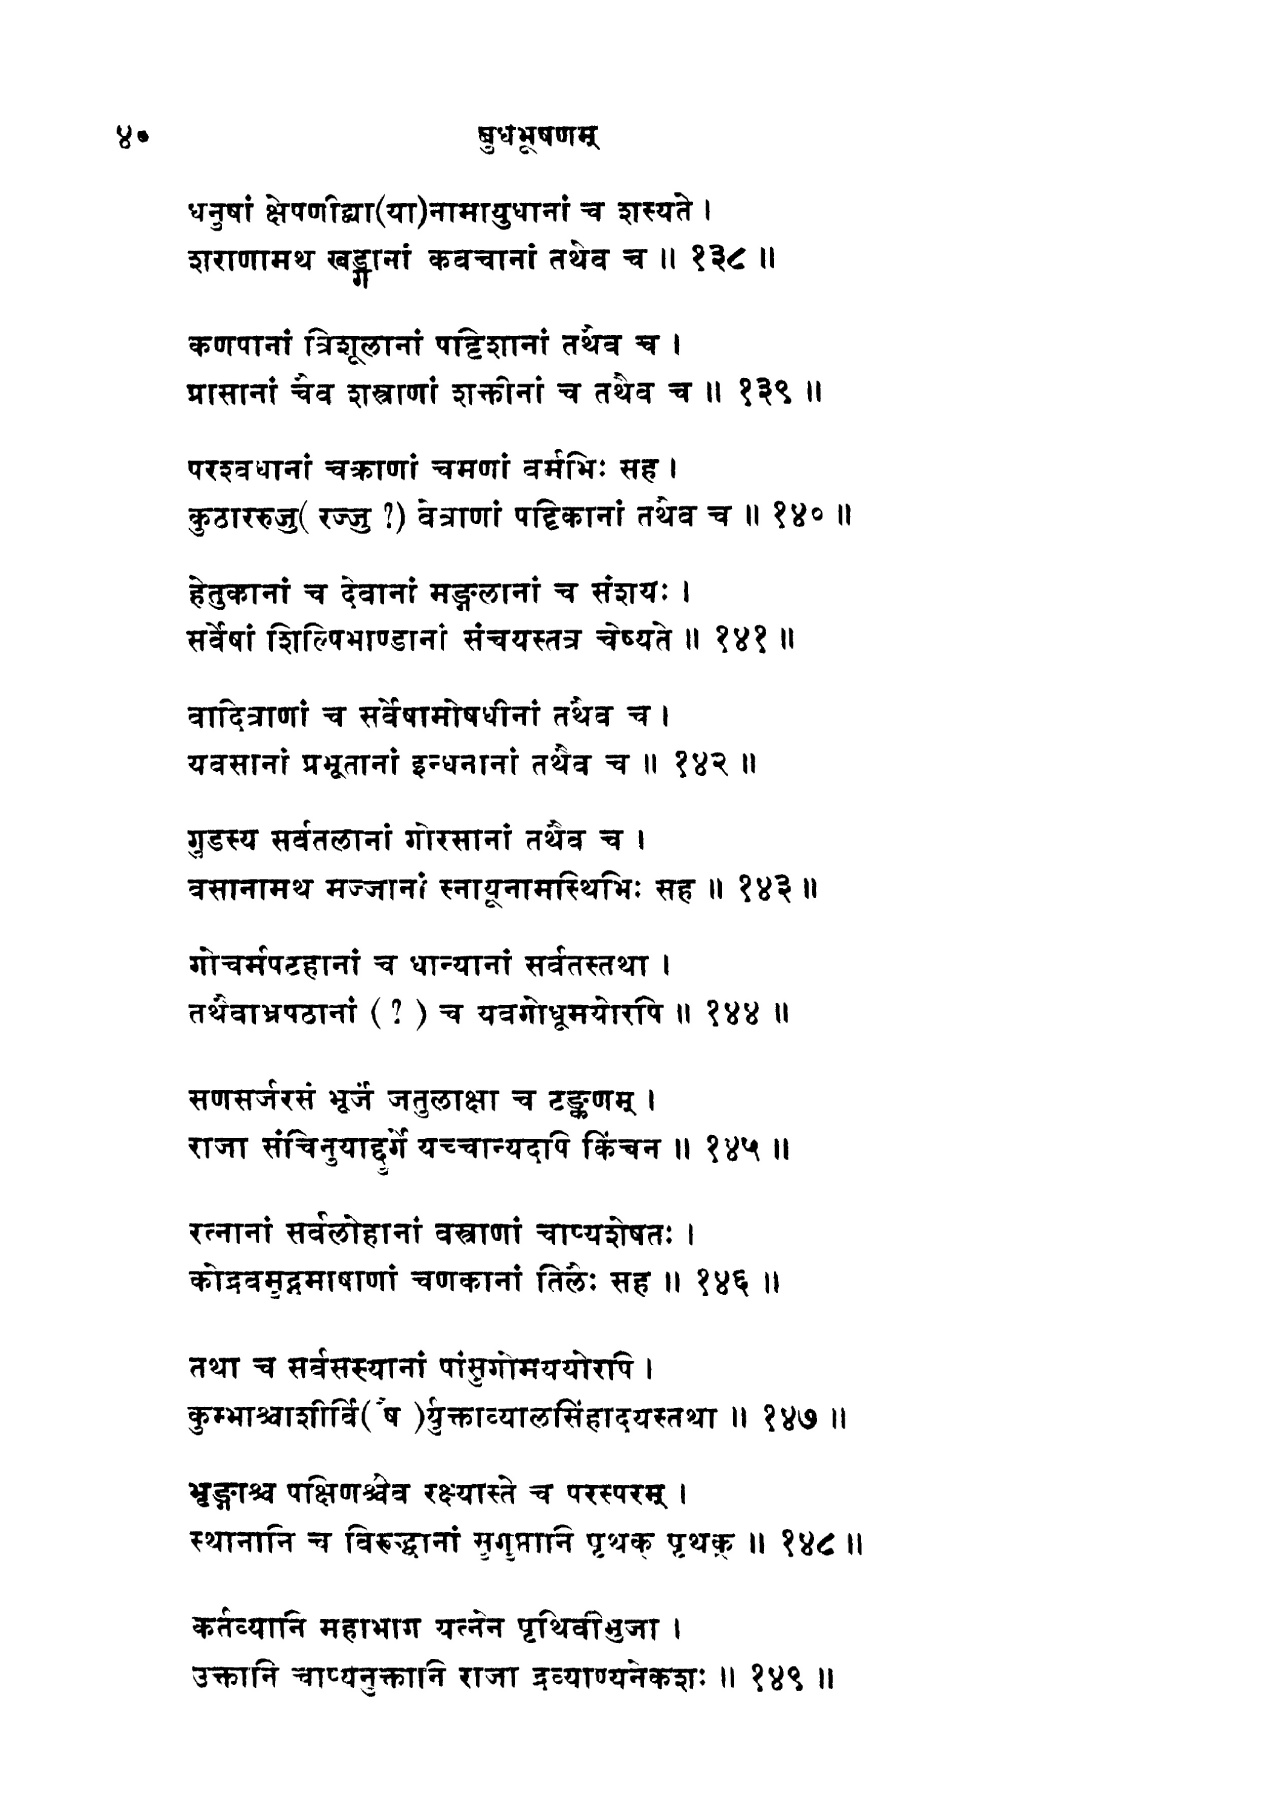 ४० बुधभूषणम्
धनुषां क्षेपणीद्या(या)नामायुधानां च शस्यते ।
शराणामथ खड्गानां कवचानां तथैव च ॥ १३८ ॥
कणपानां त्रिशूलानां पट्टिशानां तथैव च ।
प्रासानां चैव शस्त्राणां शक्तीनां च तथैव च ॥ १३९ ॥
परश्वधानां चक्राणां चमणां वर्मभिः सह ।
कुठाररुजु( रज्जु ?) वेत्राणां पट्टिकानां तथैव च ॥ १४० ॥
हेतुकानां च देवानां मङ्गलानां च संशयः ।
सर्वेषां शिल्पिभाण्डानां संचयस्तत्र चेष्यते ॥ १४१ ॥
वादित्राणां च सर्वेषामोषधीनां तथैव च ।
यवसानां प्रभूतानां इन्धनानां तथैव च ॥ १४२ ॥
गुडस्य सर्वतलानां गोरसानां तथैव च ।
वसानामथ मज्जानां स्नायूनामस्थिभिः सह ॥ १४३ ॥
गोचर्मपटहानां च धान्यानां सर्वतस्तथा ।
तथैवाभ्रपठानां ( ? ) च यवगोधूमयोरपि ॥ १४४ ॥
सणसर्जरसं भूर्जं जतुलाक्षा च टङ्कणम् ।
राजा संचिनुयाद्दुर्गे यच्चान्यदपि किंचन ॥ १४५ ॥
रत्नानां सर्वलोहानां वस्त्राणां चाप्यशेषतः ।
कोद्रवमुद्गमाषाणां चणकानां तिलैः सह ॥ १४६ ॥
तथा च सर्वसस्यानां पांसुगोमययोरपि ।
कुम्भाश्चाशीर्वि( षै )र्युक्ताव्यालसिंहादयस्तथा ॥ १४७ ॥
भृङ्गाश्च पक्षिणश्चैव रक्ष्यास्ते च परस्परम् ।
स्थानानि च विरुद्धानां सुगुप्तानि पृथक् पृथक् ॥ १४८ ॥
कर्तव्यानि महाभाग यत्नेन पृथिवीभुजा ।
उक्तानि चाप्यनुक्तानि राजा द्रव्याण्यनेकशः ॥ १४९ ॥